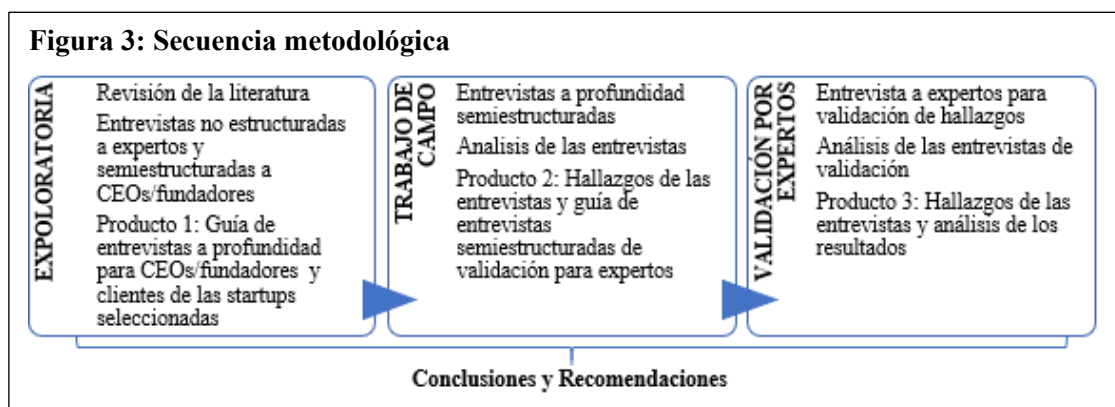 Figura 3: Secuencia metodológica
EXPOLORATORIA
Revisión de la literatura
Entrevistas no estructuradas
a expertos y
semiestructuradas a
CEOs/fundadores
Producto 1: Guía de
entrevistas a profundidad
para CEOs/fundadores y
clientes de las startups
seleccionadas
TRABAJO DE
CAMPO
Entrevistas a profundidad
semiestructuradas
Analisis de las entrevistas
Producto 2: Hallazgos de las
entrevistas y guía de
entrevistas
semiestructuradas de
validación para expertos
VALIDACIÓN POR
EXPERTOS
Entrevista a expertos para
validación de hallazgos
Análisis de las entrevistas de
validación
Producto 3: Hallazgos de las
entrevistas y análisis de los
resultados
Conclusiones y Recomendaciones